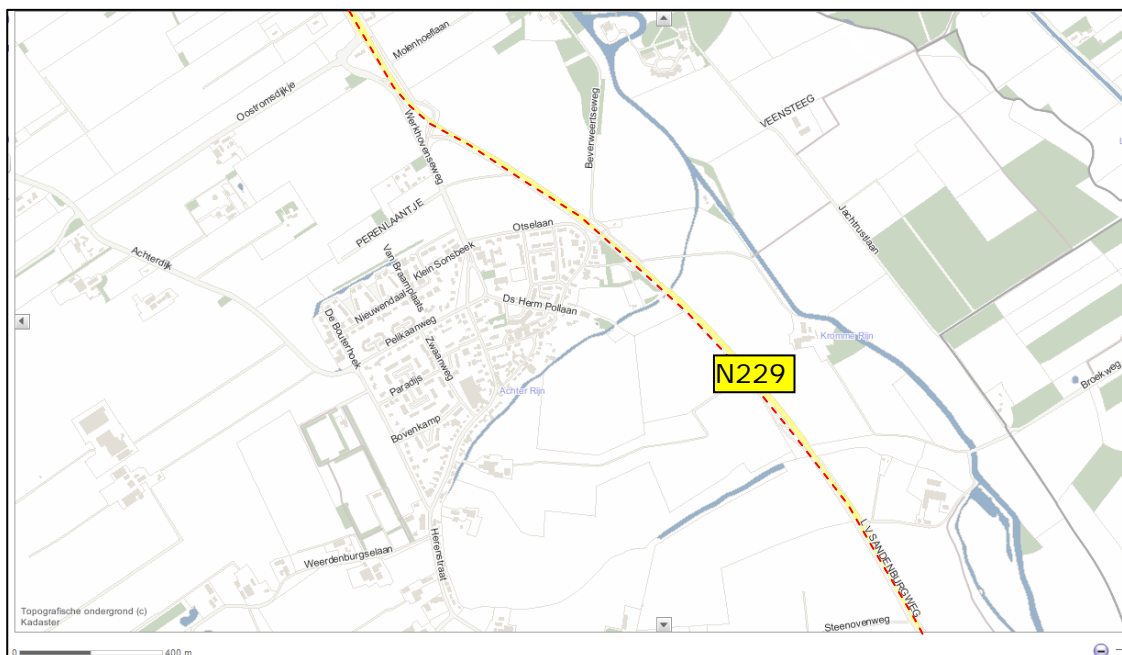 Molenhoeflaan
Oostromsdijkje
Werkhovenseweg
Beverweertseweg
VEENSTEEG
PERENLAANTJE
Otselaan
Jachtrustlaan
Achterdijk
Van Braamplaats
Klein Sonsbeek
Nieuwendaal
Ds Herm Pollaan
De Bouterhoek
Pelikaanweg
Kromme Rijn
Zwaanweg
N229
Broekweg
Paradijs
Achter Rijn
Bovenkamp
Weerdenburgselaan
Herenstraat
L V SANDENBURGWEG
Steenovenweg
Topografische ondergrond (c)
Kadaster
0 400 m